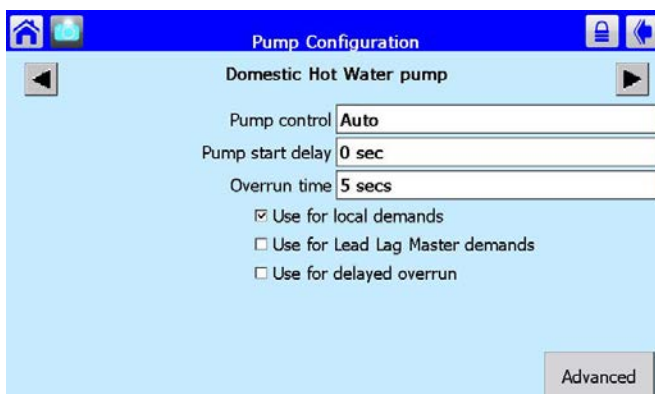 Pump Configuration
Domestic Hot Water pump
Pump control Auto
Pump start delay 0 sec
Overrun time 5 secs
Use for local demands
Use for Lead Lag Master demands
Use for delayed overrun
Advanced